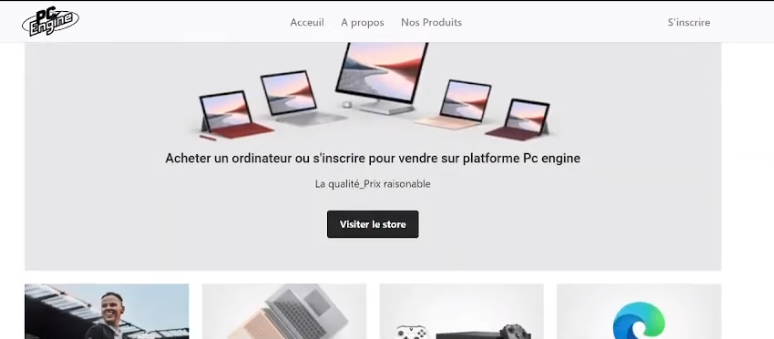 PC
Engine
Acceuil A propos Nos Produits S'inscrire
Acheter un ordinateur ou s'inscrire pour vendre sur platforme Pc engine
La qualité_Prix raisonable
Visiter le store